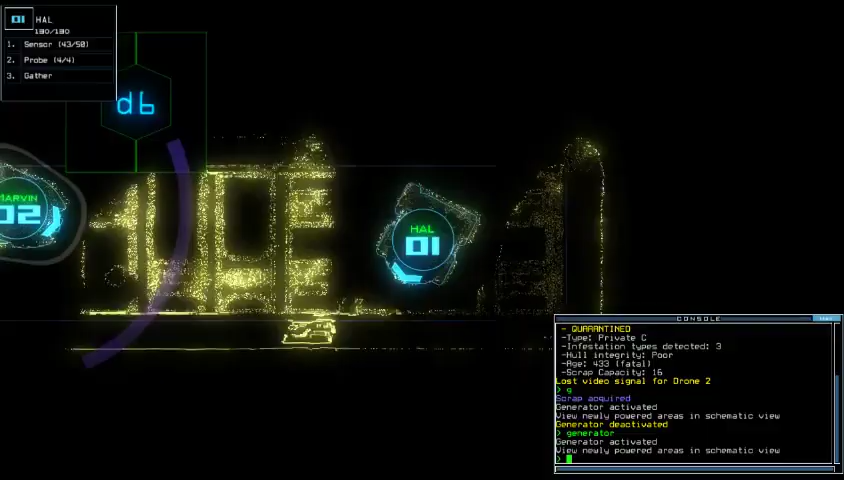 01 HAL
130/130
1. Sensor (43/50)
2. Probe (4/4)
3. Gather
d6
MARVIN
02
HAL
01
CONSOLE
- QUARANTINED
-Type: Private C
-Infestation types detected: 3
-Hull integrity: Poor
-Age: 433 (fatal)
-Scrap Capacity: 16
Lost video signal for Drone 2
> g
Scrap acquired
Generator activated
View newly powered areas in schematic view
Generator deactivated
> generator
Generator activated
View newly powered areas in schematic view
>